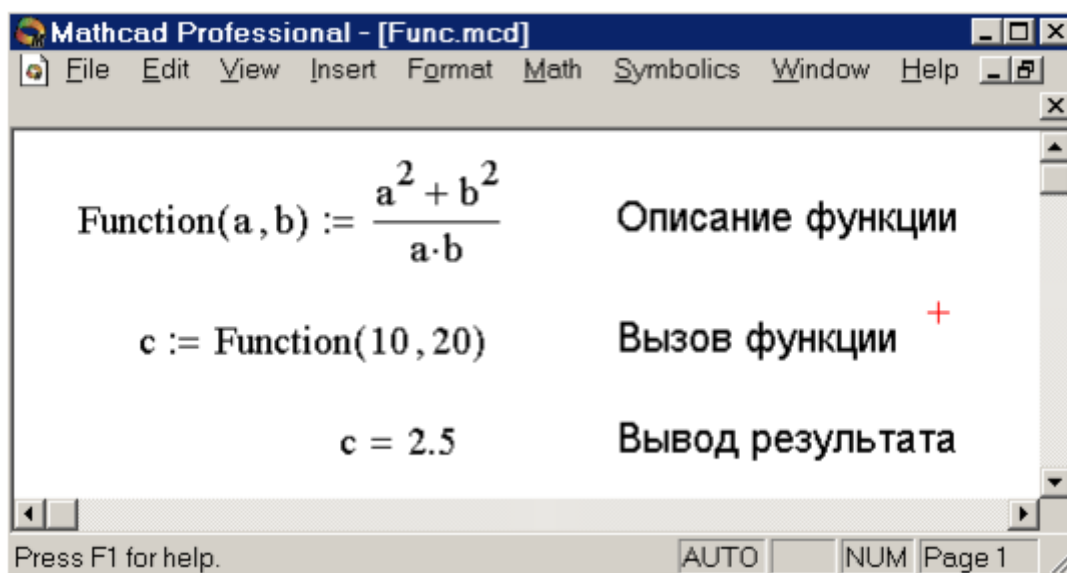 Mathcad Professional - [Func.mcd]
File Edit View Insert Format Math Symbolics Window Help
Function(a,b) := (a^2 + b^2)/(a·b) Описание функции
c := Function(10,20) Вызов функции
c = 2.5 Вывод результата
Press F1 for help. AUTO NUM Page 1